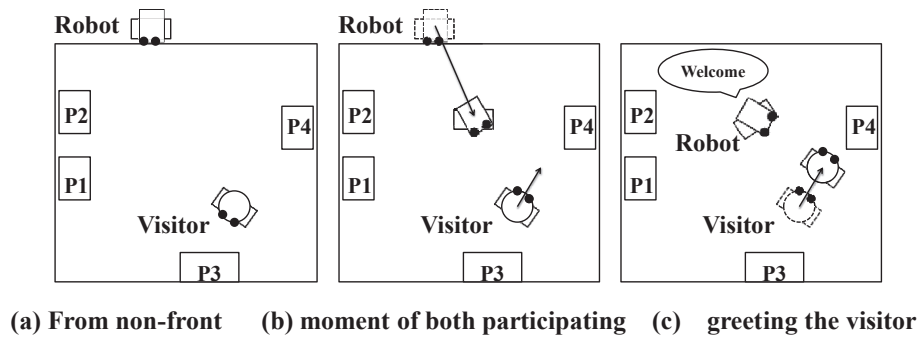 Robot
P2
P4
P1
Visitor
P3
Robot
P2
P4
P1
Visitor
P3
Welcome
P2
P4
Robot
P1
Visitor
P3
(a) From non-front (b) moment of both participating (c) greeting the visitor